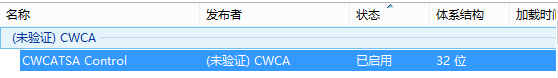 名称 发布者 状态 体系结构 加载时间
(未验证) CWCA
CWCATSA Control (未验证) CWCA 已启用 32 位